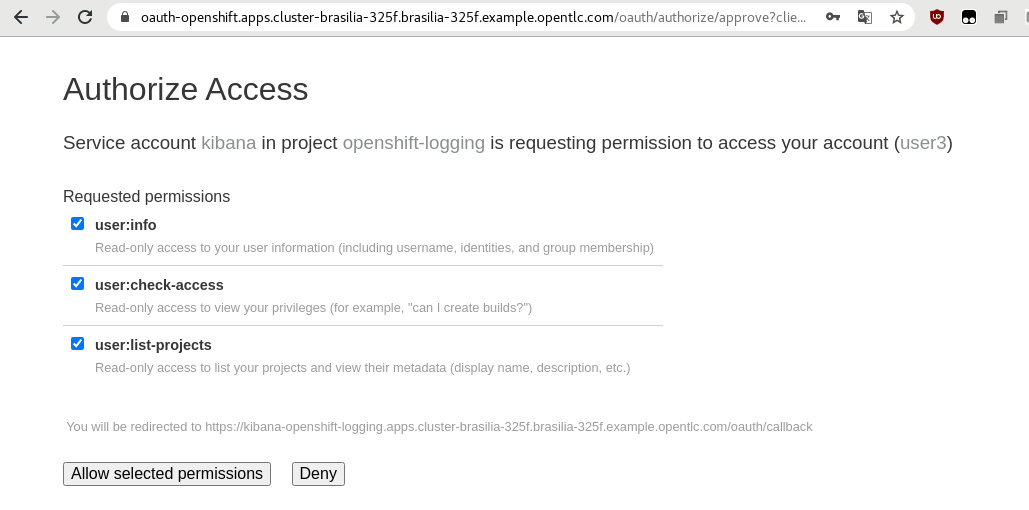 oauth-openshift.apps.cluster-brasilia-325f.brasilia-325f.example.opentlc.com/oauth/authorize/approve?clie...
Authorize Access
Service account kibana in project openshift-logging is requesting permission to access your account (user3)
Requested permissions
user:info
Read-only access to your user information (including username, identities, and group membership)
user:check-access
Read-only access to view your privileges (for example, "can I create builds?")
user:list-projects
Read-only access to list your projects and view their metadata (display name, description, etc.)
You will be redirected to https://kibana-openshift-logging.apps.cluster-brasilia-325f.brasilia-325f.example.opentlc.com/oauth/callback
Allow selected permissions Deny